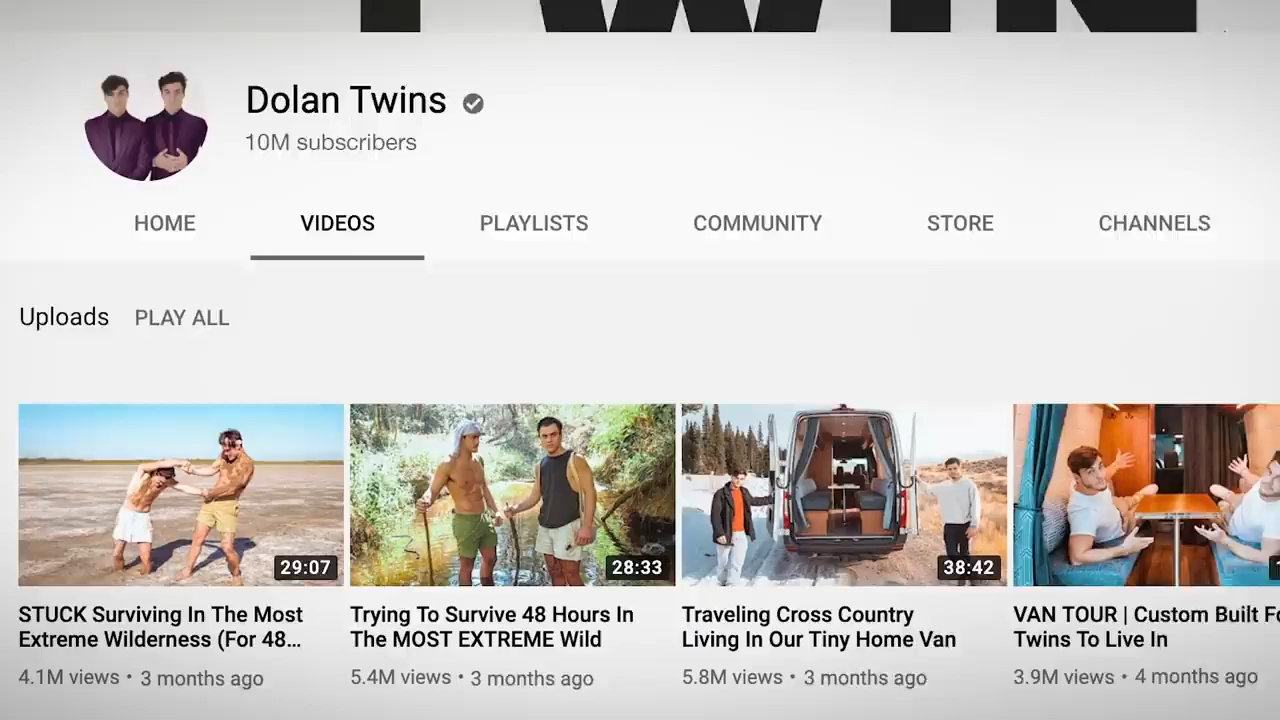 Dolan Twins
10M subscribers
HOME VIDEOS PLAYLISTS COMMUNITY STORE CHANNELS
Uploads PLAY ALL
29:07
28:33
38:42
STUCK Surviving In The Most
Extreme Wilderness (For 48...
4.1M views • 3 months ago
Trying To Survive 48 Hours In
The MOST EXTREME Wild
5.4M views • 3 months ago
Traveling Cross Country
Living In Our Tiny Home Van
5.8M views • 3 months ago
VAN TOUR | Custom Built
Twins To Live In
3.9M views • 4 months ago